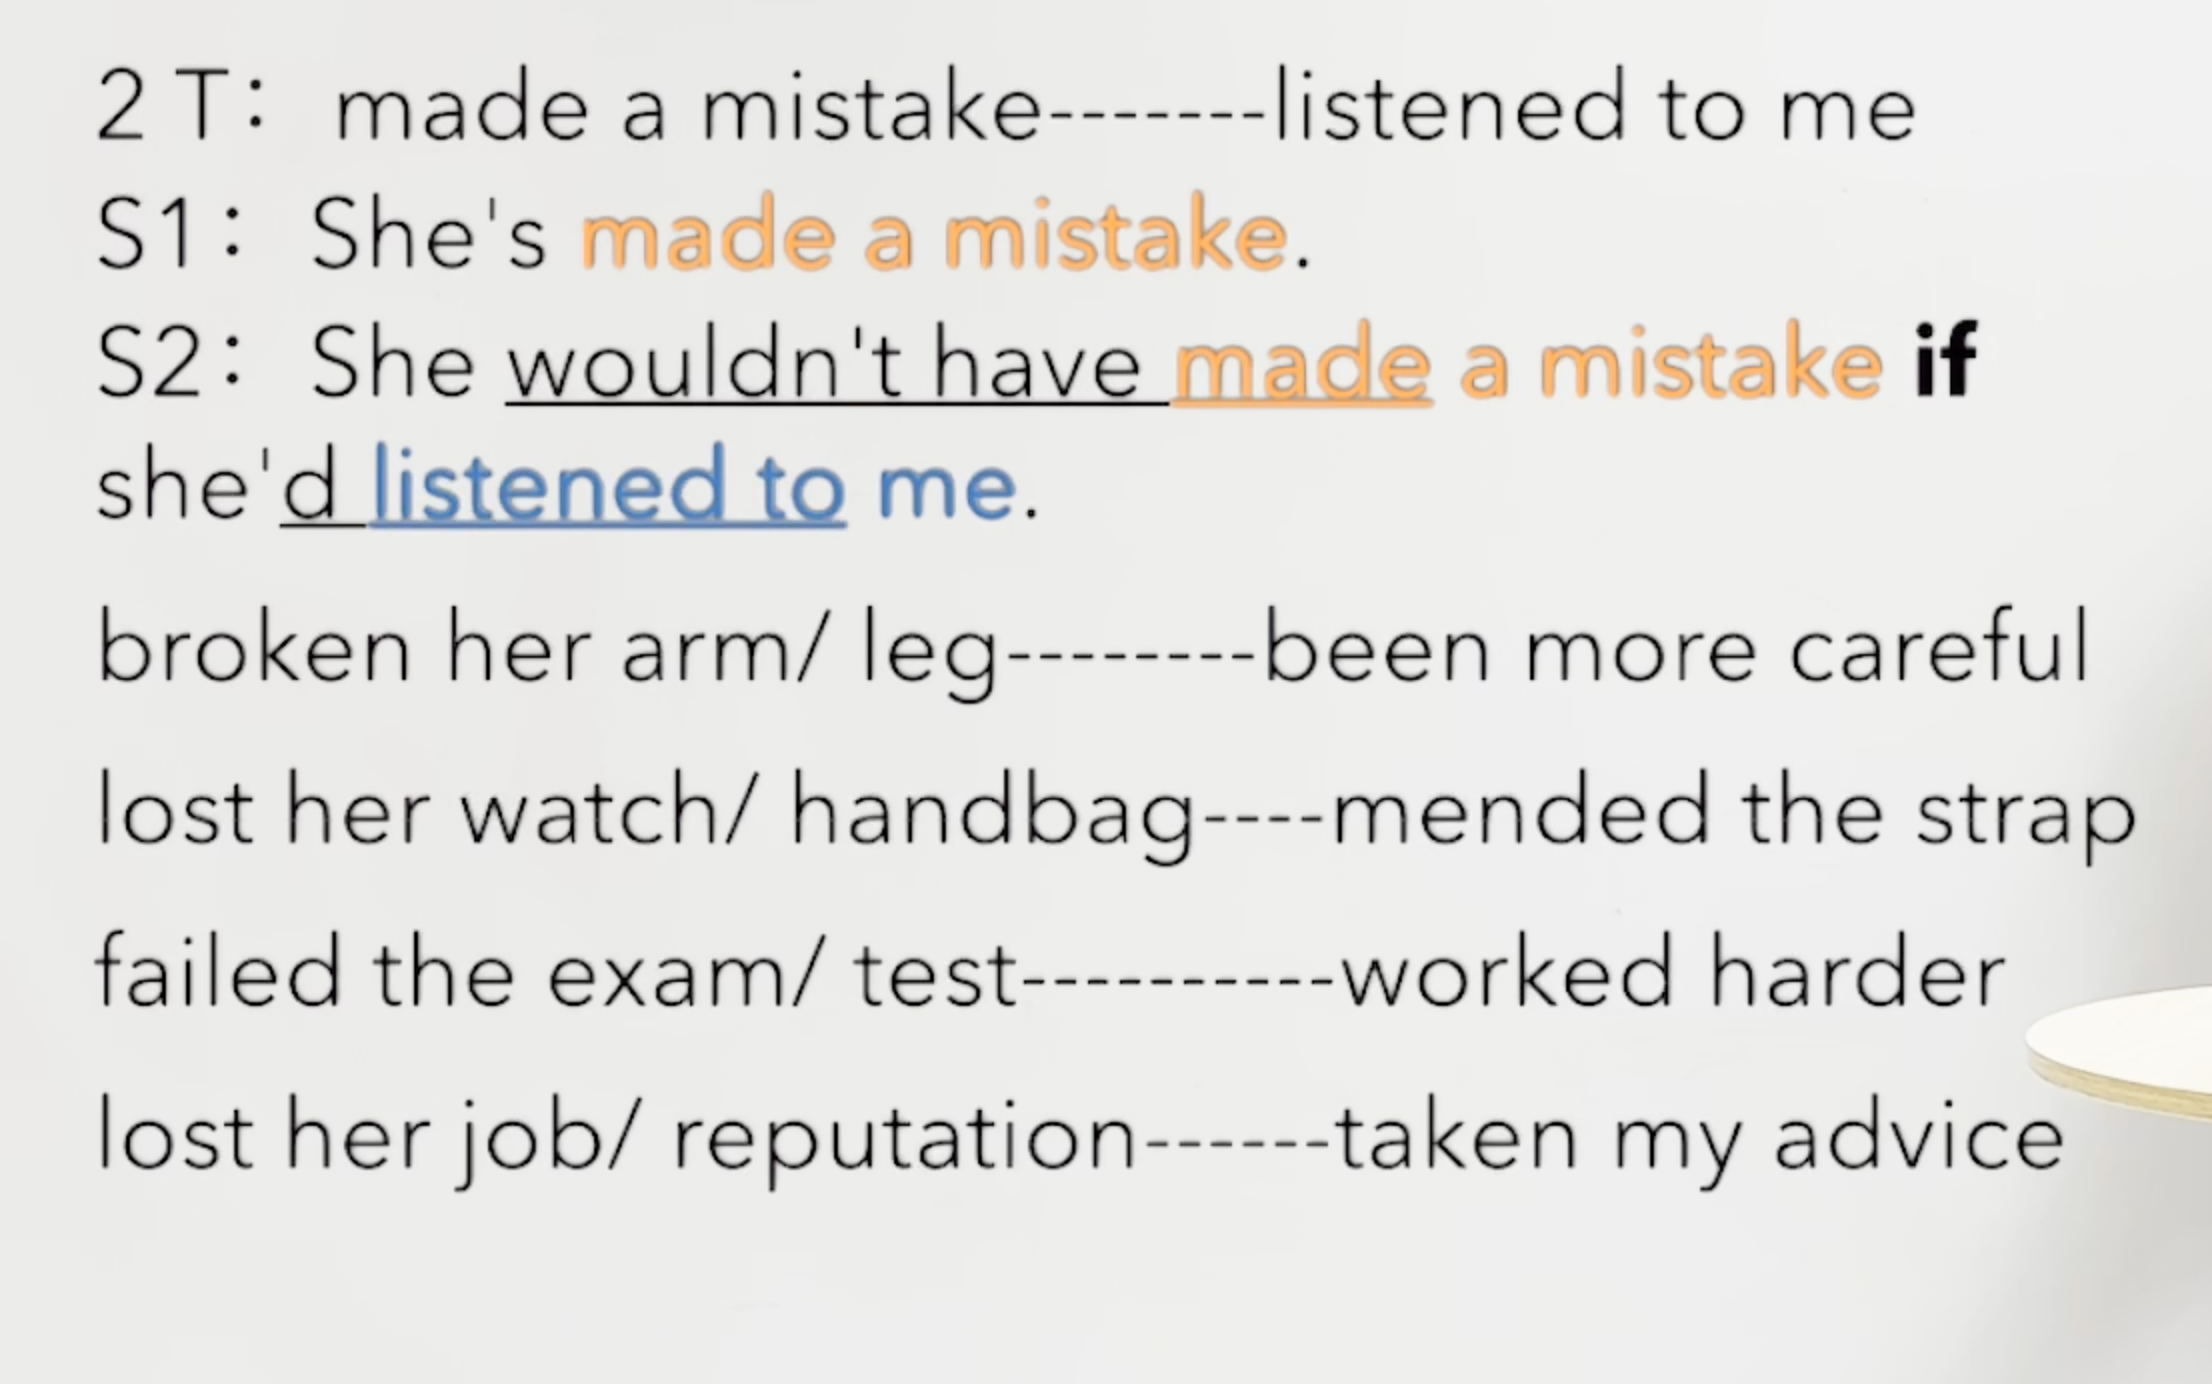 2 T： made a mistake-------listened to me
S1： She's made a mistake.
S2： She wouldn't have made a mistake if
she'd listened to me.
broken her arm/ leg--------been more careful
lost her watch/ handbag----mended the strap
failed the exam/ test----------worked harder
lost her job/ reputation------taken my advice